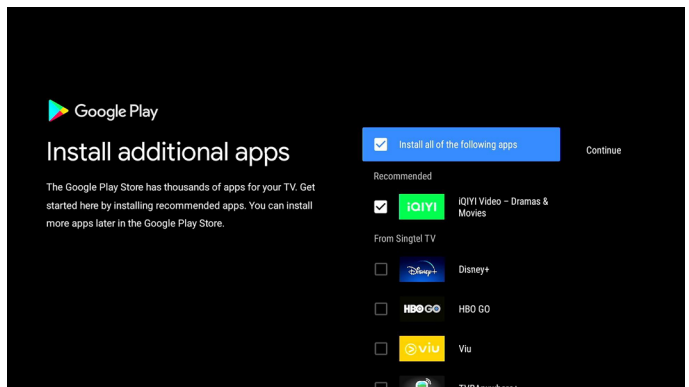 Google Play
Install additional apps
The Google Play Store has thousands of apps for your TV. Get
started here by installing recommended apps. You can install
more apps later in the Google Play Store.
Install all of the following apps
Continue
Recommended
iQIYI
iQIYI Video – Dramas &
Movies
From Singtel TV
Disney+
Disney+
HBO GO
HBO GO
viu
Viu